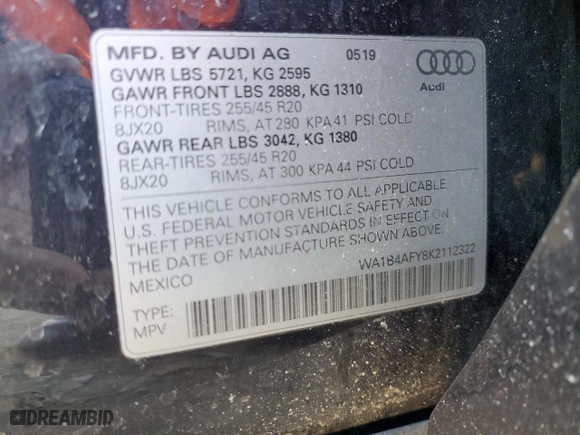 MFD. BY AUDI AG 0519
GVWR LBS 5721, KG 2595
GAWR FRONT LBS 2888, KG 1310
FRONT-TIRES 255/45 R20
8JX20 RIMS, AT 280 KPA 41 PSI COLD
GAWR REAR LBS 3042, KG 1380
REAR-TIRES 255/45 R20
8JX20 RIMS, AT 300 KPA 44 PSI COLD
Audi
THIS VEHICLE CONFORMS TO ALL APPLICABLE
U.S. FEDERAL MOTOR VEHICLE SAFETY AND
THEFT PREVENTION STANDARDS IN EFFECT ON
THE DATE OF MANUFACTURE SHOWN ABOVE.
MEXICO WA1B4AFY8K2112322
TYPE:
MPV
DREAMBID